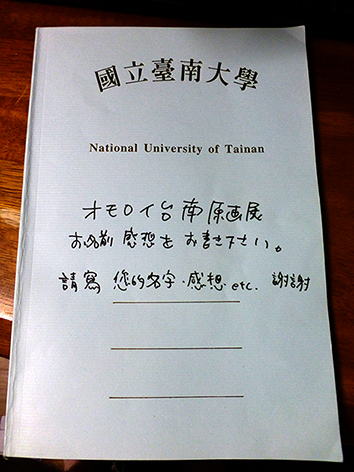 國立臺南大學
National University of Tainan
オモロイ台南原画展
お名前 感想を お書き下さい。
請寫 您的名字·感想 etc. 謝謝